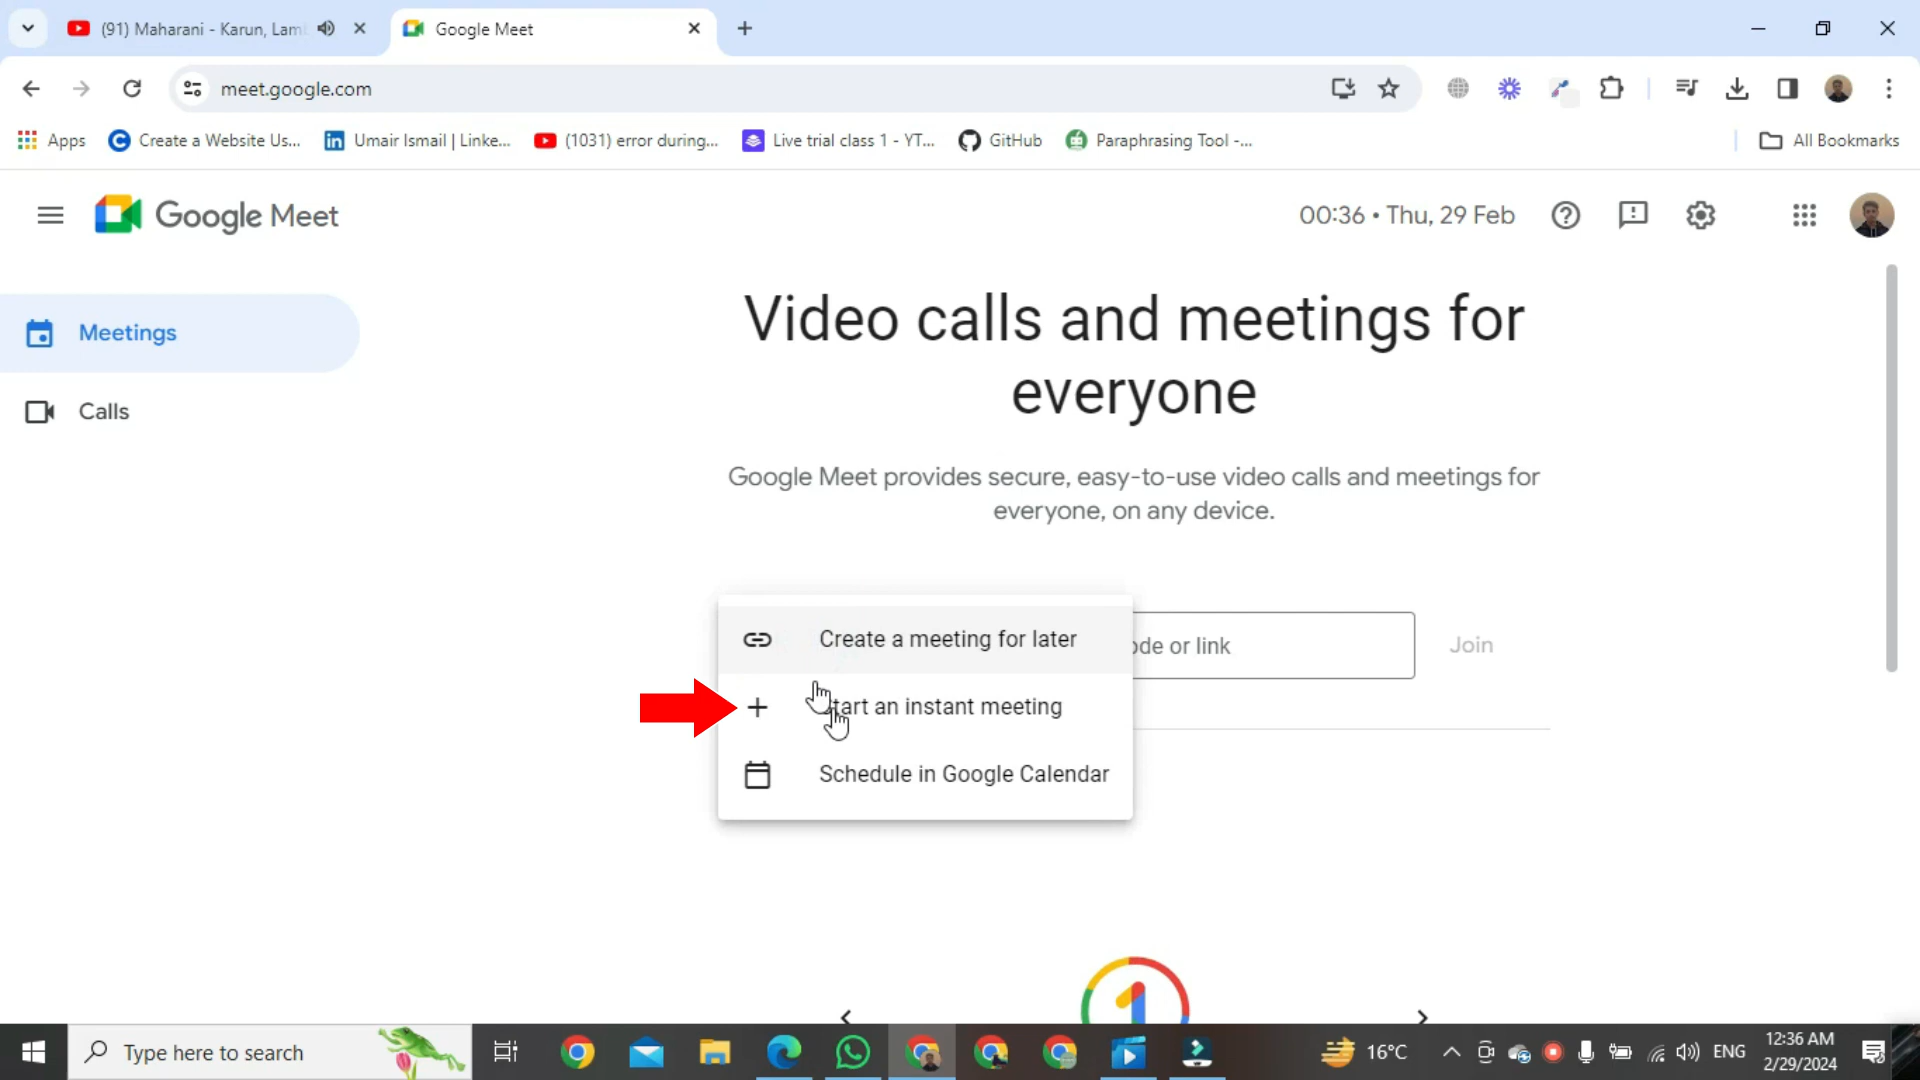 (91) Maharani - Karun, Lam
Google Meet
meet.google.com
Apps
Create a Website Us...
Umair Ismail | Linke...
(1031) error during...
Live trial class 1 - YT...
GitHub
Paraphrasing Tool -...
All Bookmarks
Google Meet
00:36 • Thu, 29 Feb
Meetings
Calls
Video calls and meetings for
everyone
Google Meet provides secure, easy-to-use video calls and meetings for
everyone, on any device.
Create a meeting for later
or link
Join
an instant meeting
Schedule in Google Calendar
Type here to search
16°C
ENG
12:36 AM
2/29/2024